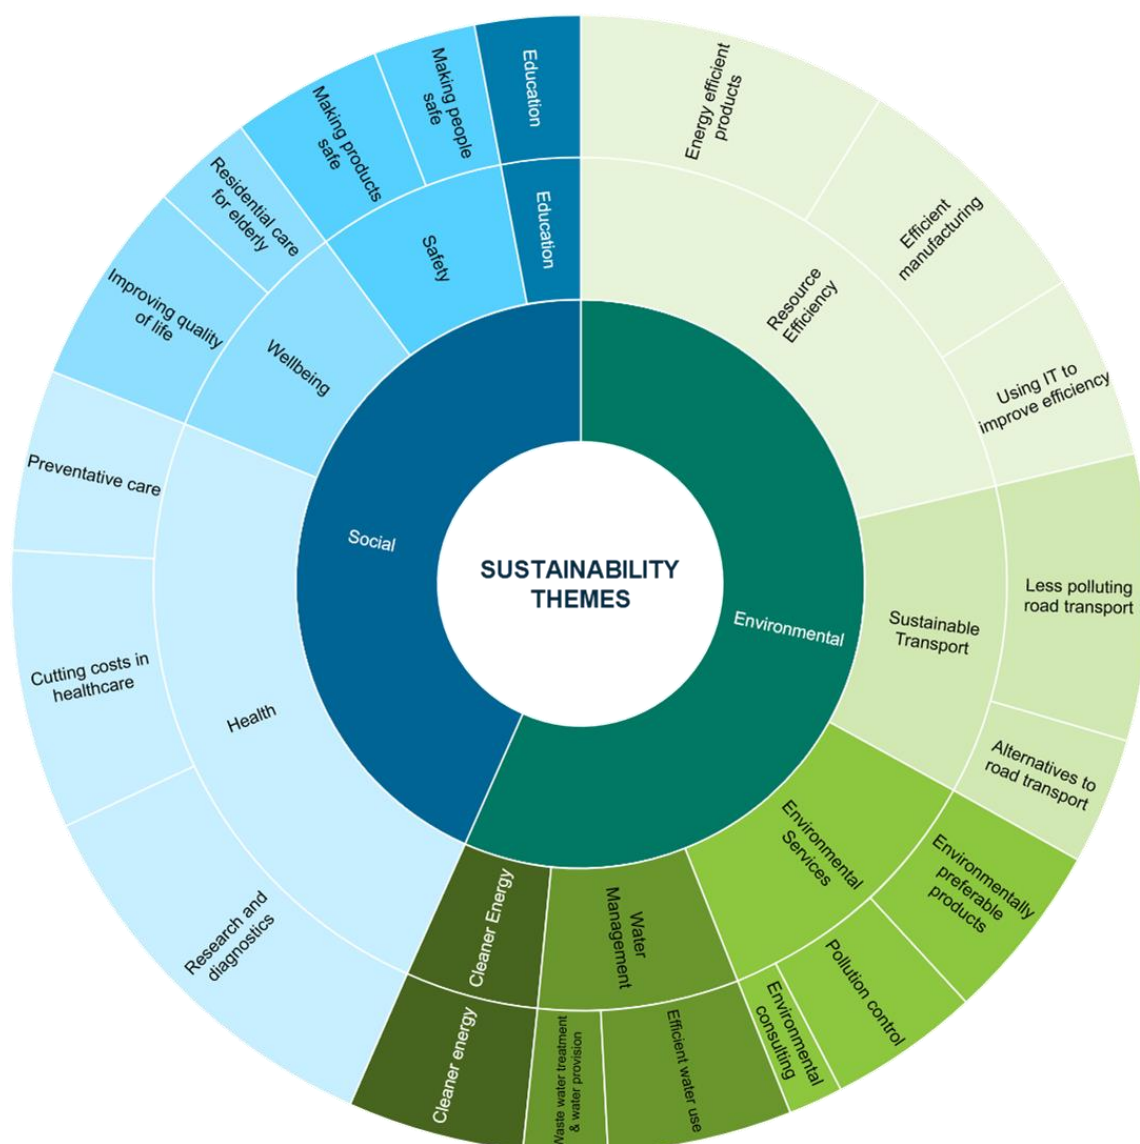 SUSTAINABILITY
THEMES
Environmental
Social
Resource
Efficiency
Sustainable
Transport
Environmental
Services
Water
Management
Cleaner Energy
Health
Wellbeing
Safety
Education
Energy efficient
products
Efficient
manufacturing
Using IT to
improve efficiency
Less polluting
road transport
Alternatives to
road transport
Environmentally
preferable
products
Pollution control
Environmental
consulting
Efficient water use
Waste water treatment
& water provision
Cleaner energy
Research and
diagnostics
Cutting costs in
healthcare
Preventative care
Improving quality
of life
Residential care
for elderly
Making products
safe
Making people
safe
Education